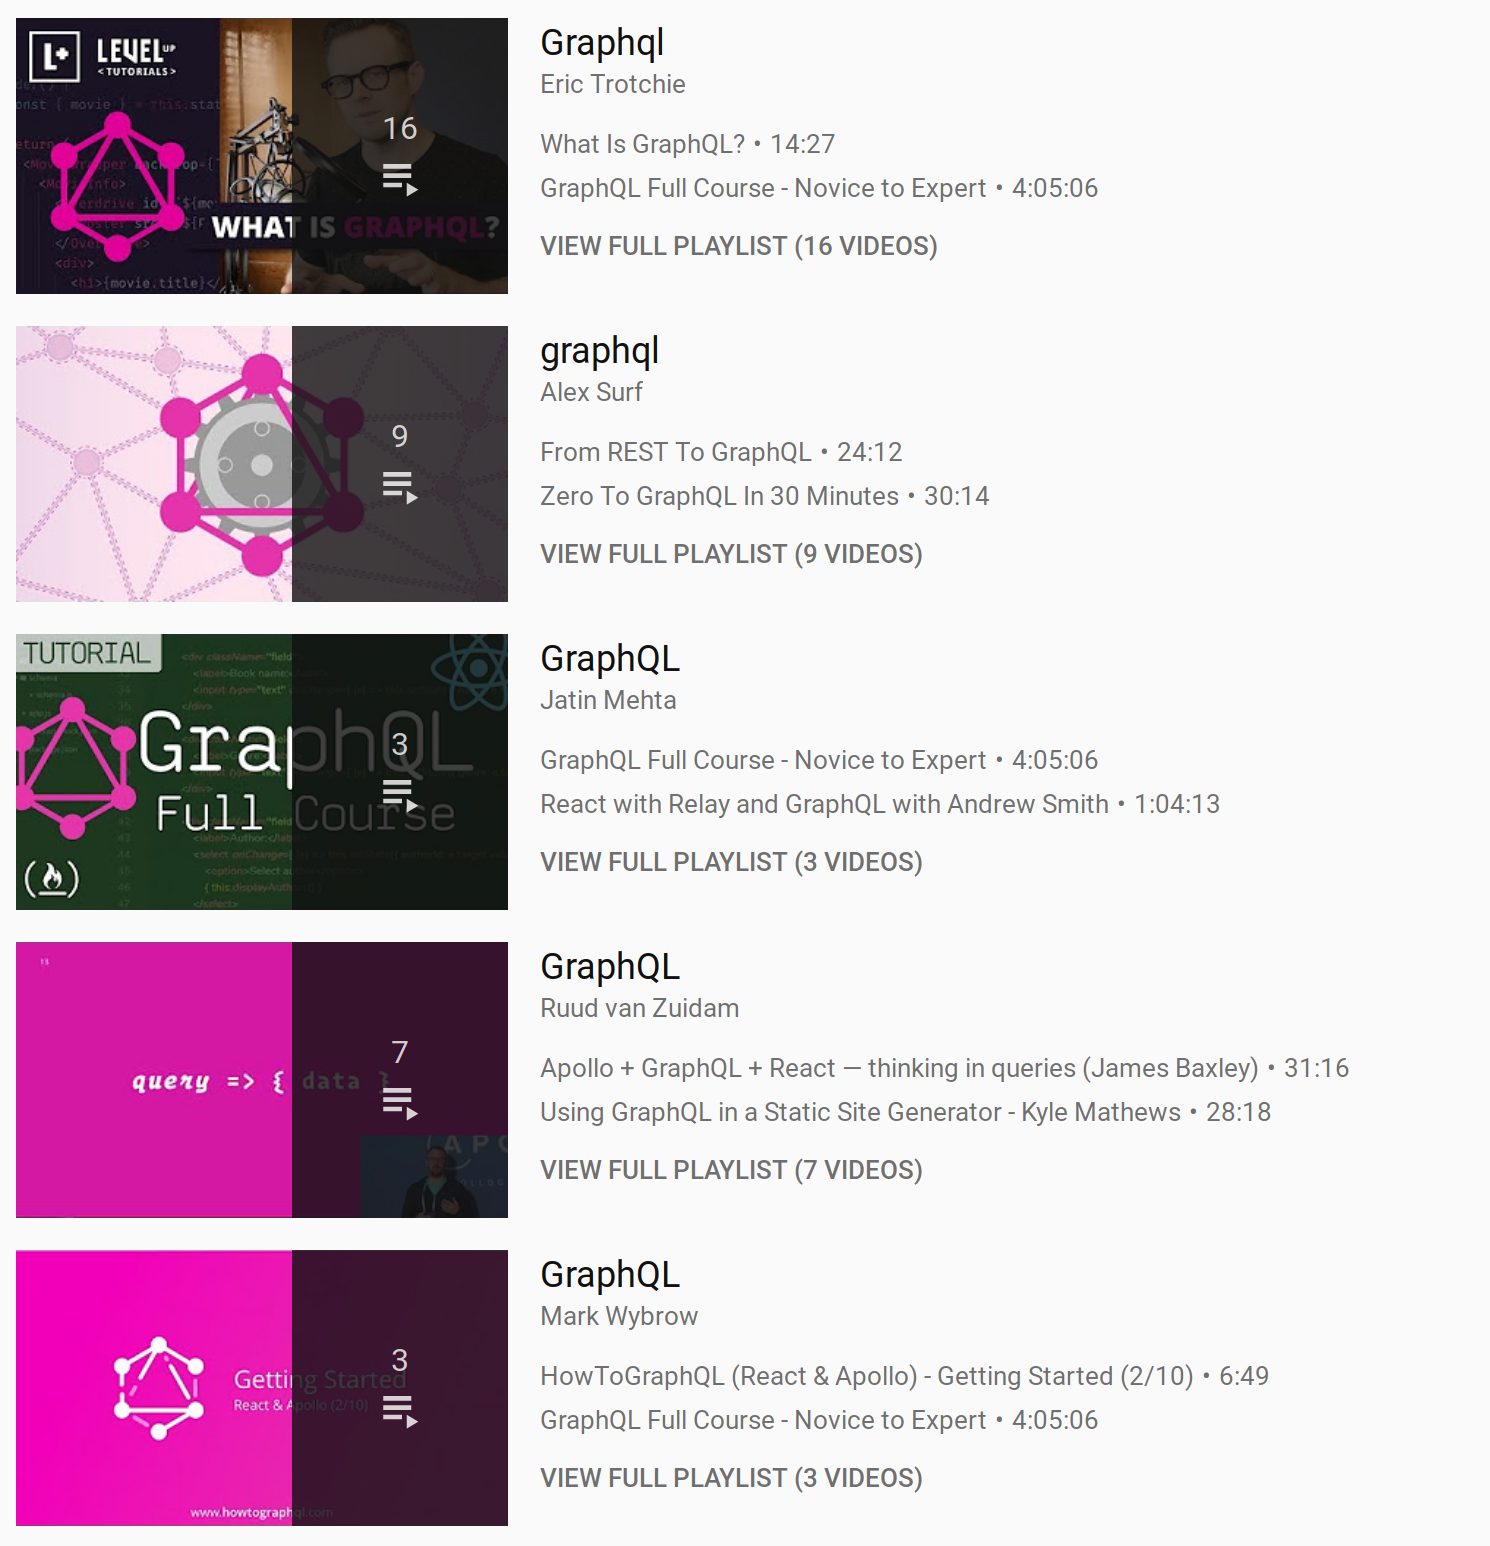 LEVEL UP
<TUTORIALS>
WHAT IS GRAPHQL?
<div>
<h1>{movie.title}</
16
Graphql
Eric Trotchie
What Is GraphQL? • 14:27
GraphQL Full Course - Novice to Expert • 4:05:06
VIEW FULL PLAYLIST (16 VIDEOS)
9
graphql
Alex Surf
From REST To GraphQL • 24:12
Zero To GraphQL In 30 Minutes • 30:14
VIEW FULL PLAYLIST (9 VIDEOS)
TUTORIAL
GraphQL
Full Course
3
GraphQL
Jatin Mehta
GraphQL Full Course - Novice to Expert • 4:05:06
React with Relay and GraphQL with Andrew Smith • 1:04:13
VIEW FULL PLAYLIST (3 VIDEOS)
13
query => { data }
7
GraphQL
Ruud van Zuidam
Apollo + GraphQL + React — thinking in queries (James Baxley) • 31:16
Using GraphQL in a Static Site Generator - Kyle Mathews • 28:18
VIEW FULL PLAYLIST (7 VIDEOS)
Getting Started
React & Apollo (2/10)
www.howtographql.com
3
GraphQL
Mark Wybrow
HowToGraphQL (React & Apollo) - Getting Started (2/10) • 6:49
GraphQL Full Course - Novice to Expert • 4:05:06
VIEW FULL PLAYLIST (3 VIDEOS)